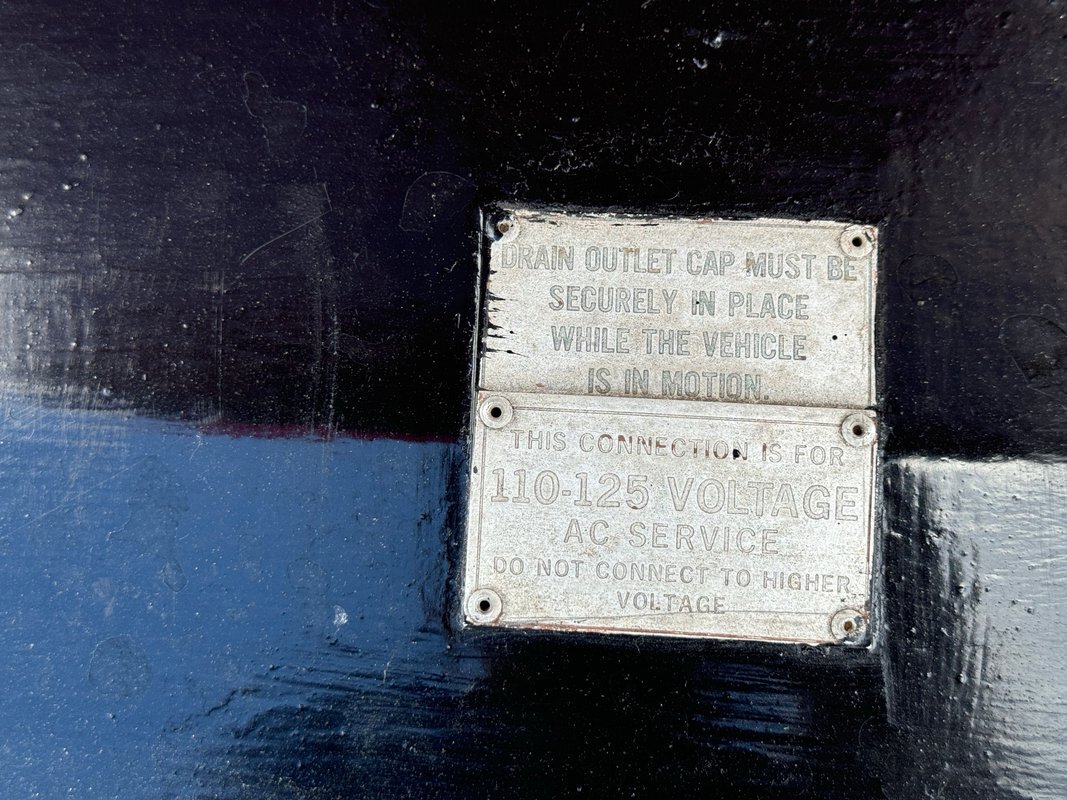 DRAIN OUTLET CAP MUST BE
SECURELY IN PLACE
WHILE THE VEHICLE
IS IN MOTION.
THIS CONNECTION IS FOR
110-125 VOLTAGE
AC SERVICE
DO NOT CONNECT TO HIGHER
VOLTAGE